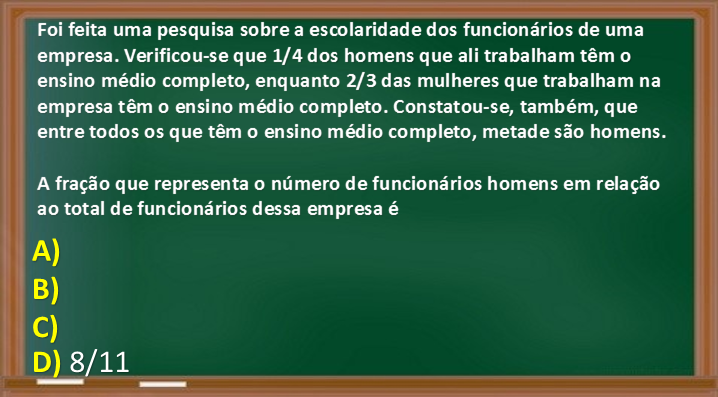 Foi feita uma pesquisa sobre a escolaridade dos funcionários de uma
empresa. Verificou-se que 1/4 dos homens que ali trabalham têm o
ensino médio completo, enquanto 2/3 das mulheres que trabalham na
empresa têm o ensino médio completo. Constatou-se, também, que
entre todos os que têm o ensino médio completo, metade são homens.
A fração que representa o número de funcionários homens em relação
ao total de funcionários dessa empresa é
A)
B)
C)
D) 8/11